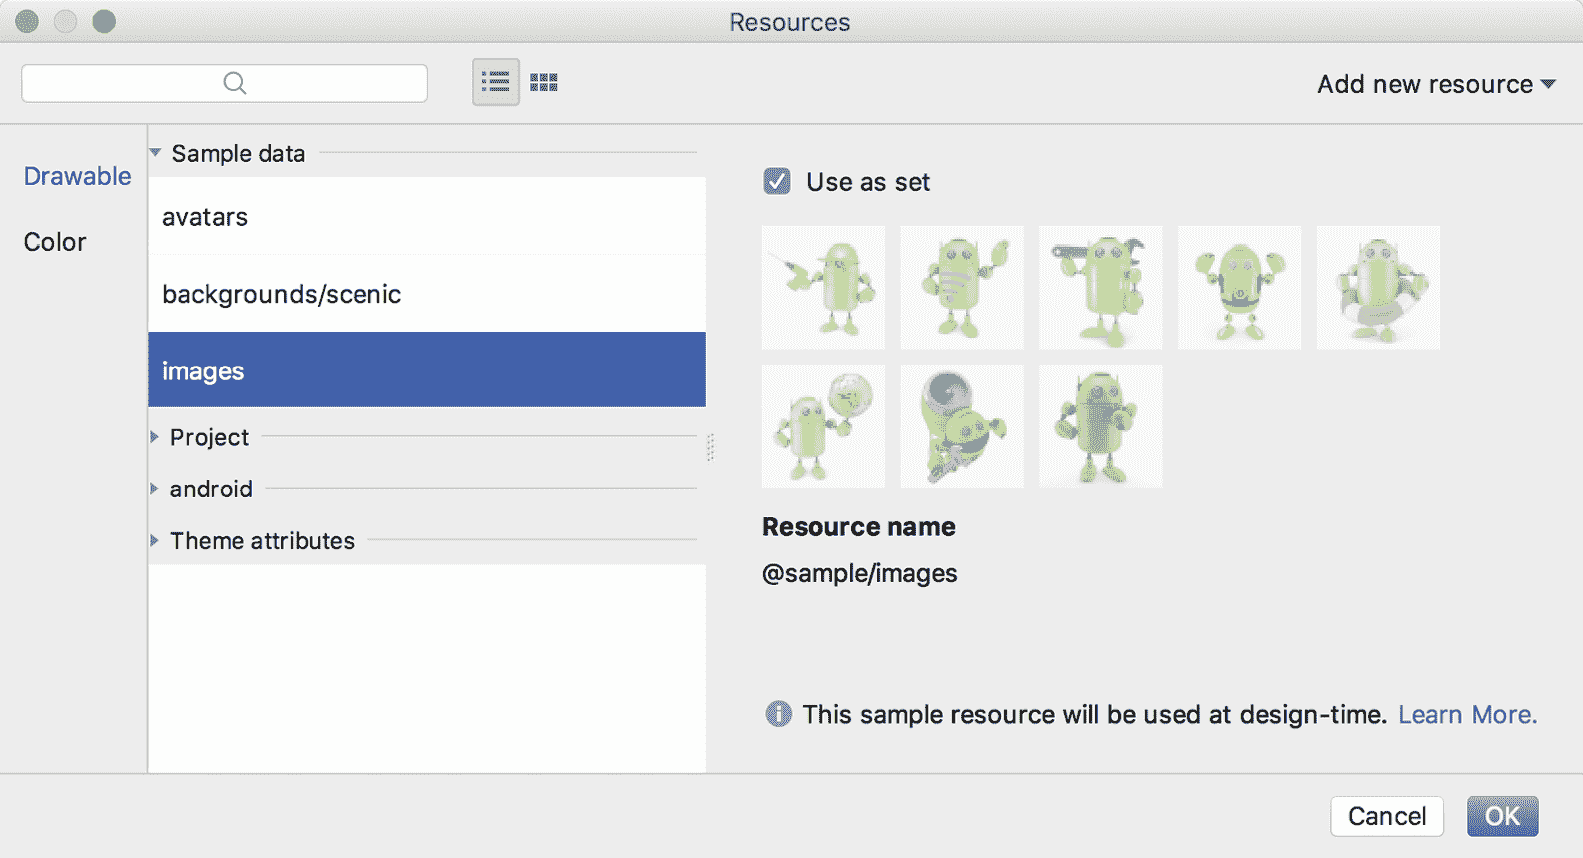 Resources
Add new resource
Drawable
Color
Sample data
avatars
backgrounds/scenic
images
Project
android
Theme attributes
Use as set
Resource name
@sample/images
This sample resource will be used at design-time. Learn More.
Cancel
OK